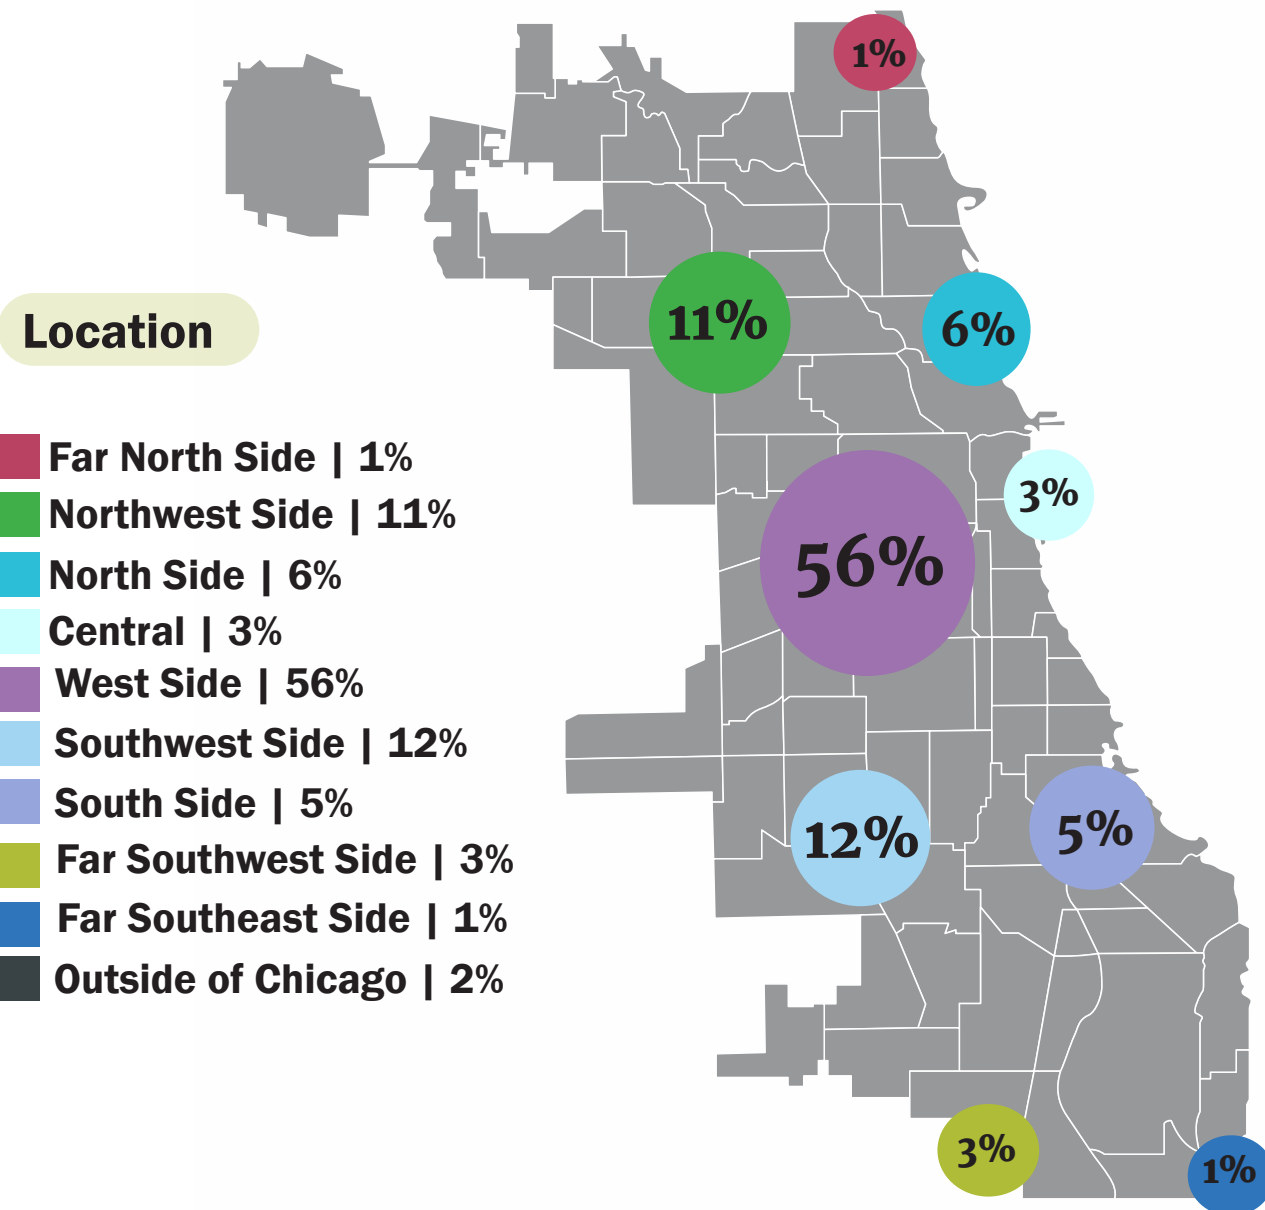 Location
Far North Side | 1%
Northwest Side | 11%
North Side | 6%
Central | 3%
West Side | 56%
Southwest Side | 12%
South Side | 5%
Far Southwest Side | 3%
Far Southeast Side | 1%
Outside of Chicago | 2%
1%
11%
6%
3%
56%
12%
5%
3%
1%